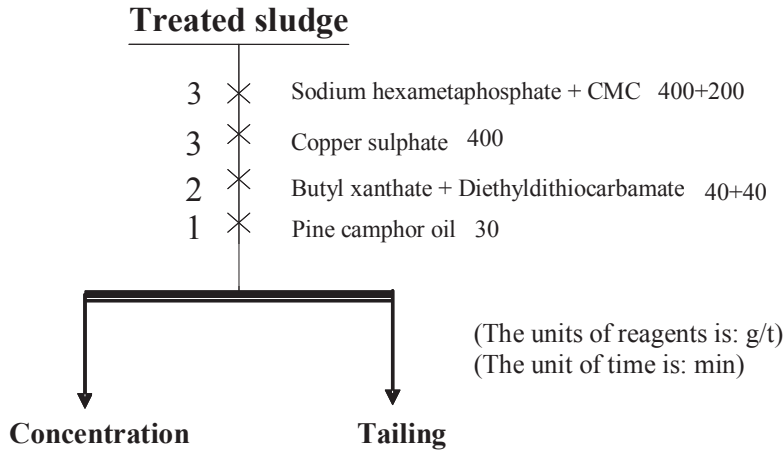 Treated sludge
3 Sodium hexametaphosphate + CMC 400+200
3 Copper sulphate 400
2 Butyl xanthate + Diethyldithiocarbamate 40+40
1 Pine camphor oil 30
(The units of reagents is: g/t)
(The unit of time is: min)
Concentration Tailing